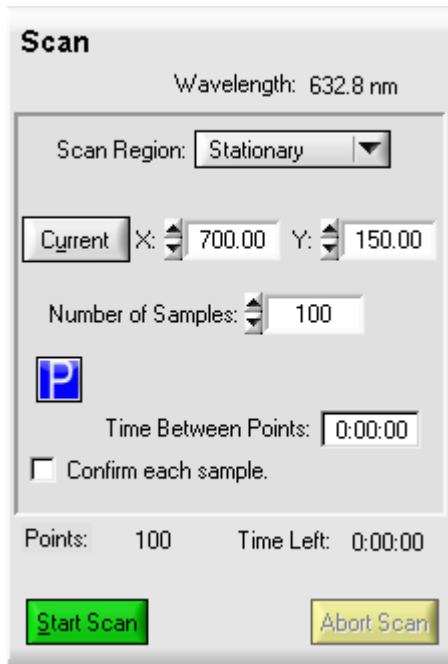 Scan
Wavelength: 632.8 nm
Scan Region: Stationary
Current X: 700.00 Y: 150.00
Number of Samples: 100
P
Time Between Points: 0:00:00
Confirm each sample.
Points: 100 Time Left: 0:00:00
Start Scan Abort Scan